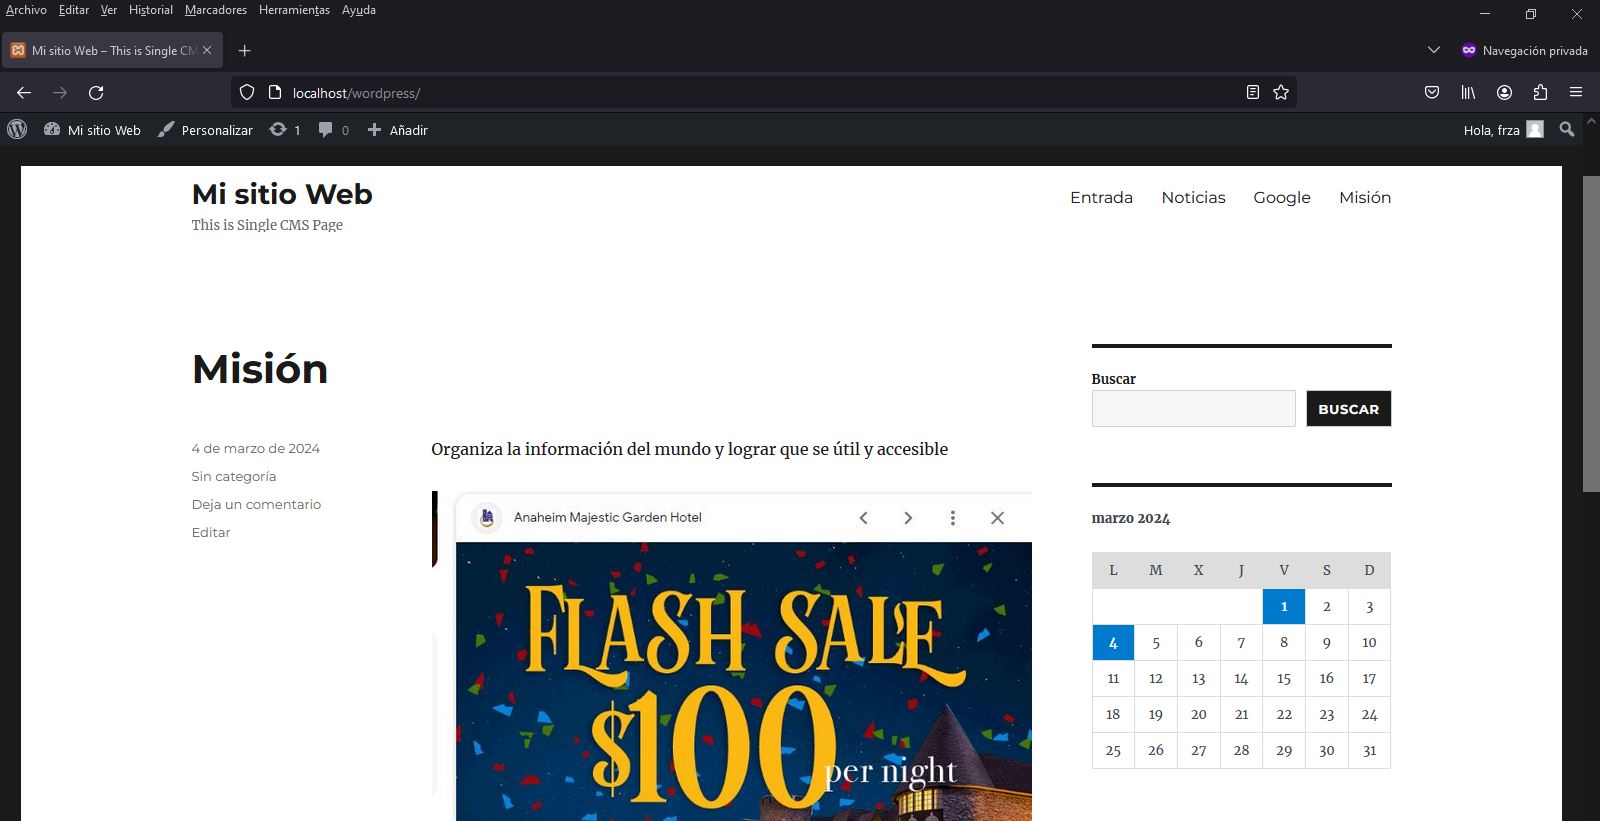 Archivo Editar Ver Historial Marcadores Herramientas Ayuda
Mi sitio Web – This is Single CM
Navegación privada
localhost/wordpress/
Mi sitio Web Personalizar 1 0 Añadir
Hola, frza
Mi sitio Web
This is Single CMS Page
Entrada Noticias Google Misión
Misión
4 de marzo de 2024
Sin categoría
Deja un comentario
Editar
Organiza la información del mundo y lograr que se útil y accesible
Anaheim Majestic Garden Hotel
FLASH SALE
$100
per night
Buscar
BUSCAR
marzo 2024
L M X J V S D
1 2 3
4 5 6 7 8 9 10
11 12 13 14 15 16 17
18 19 20 21 22 23 24
25 26 27 28 29 30 31